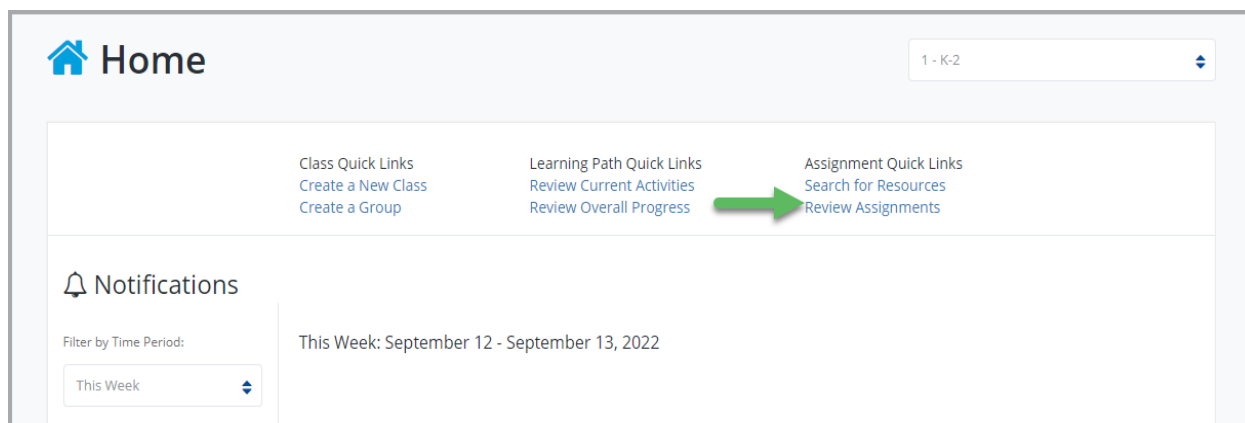 Home
1 - K-2
Class Quick Links
Create a New Class
Create a Group
Learning Path Quick Links
Review Current Activities
Review Overall Progress
Assignment Quick Links
Search for Resources
Review Assignments
Notifications
Filter by Time Period:
This Week
This Week: September 12 - September 13, 2022